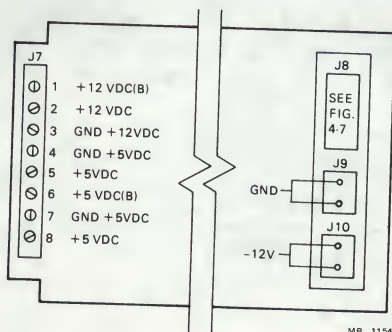 J7
1 +12 VDC(B)
2 +12 VDC
3 GND +12VDC
4 GND +5VDC
5 +5VDC
6 +5 VDC(B)
7 GND +5VDC
8 +5 VDC
J8
SEE
FIG.
4-7
J9
GND
J10
-12V